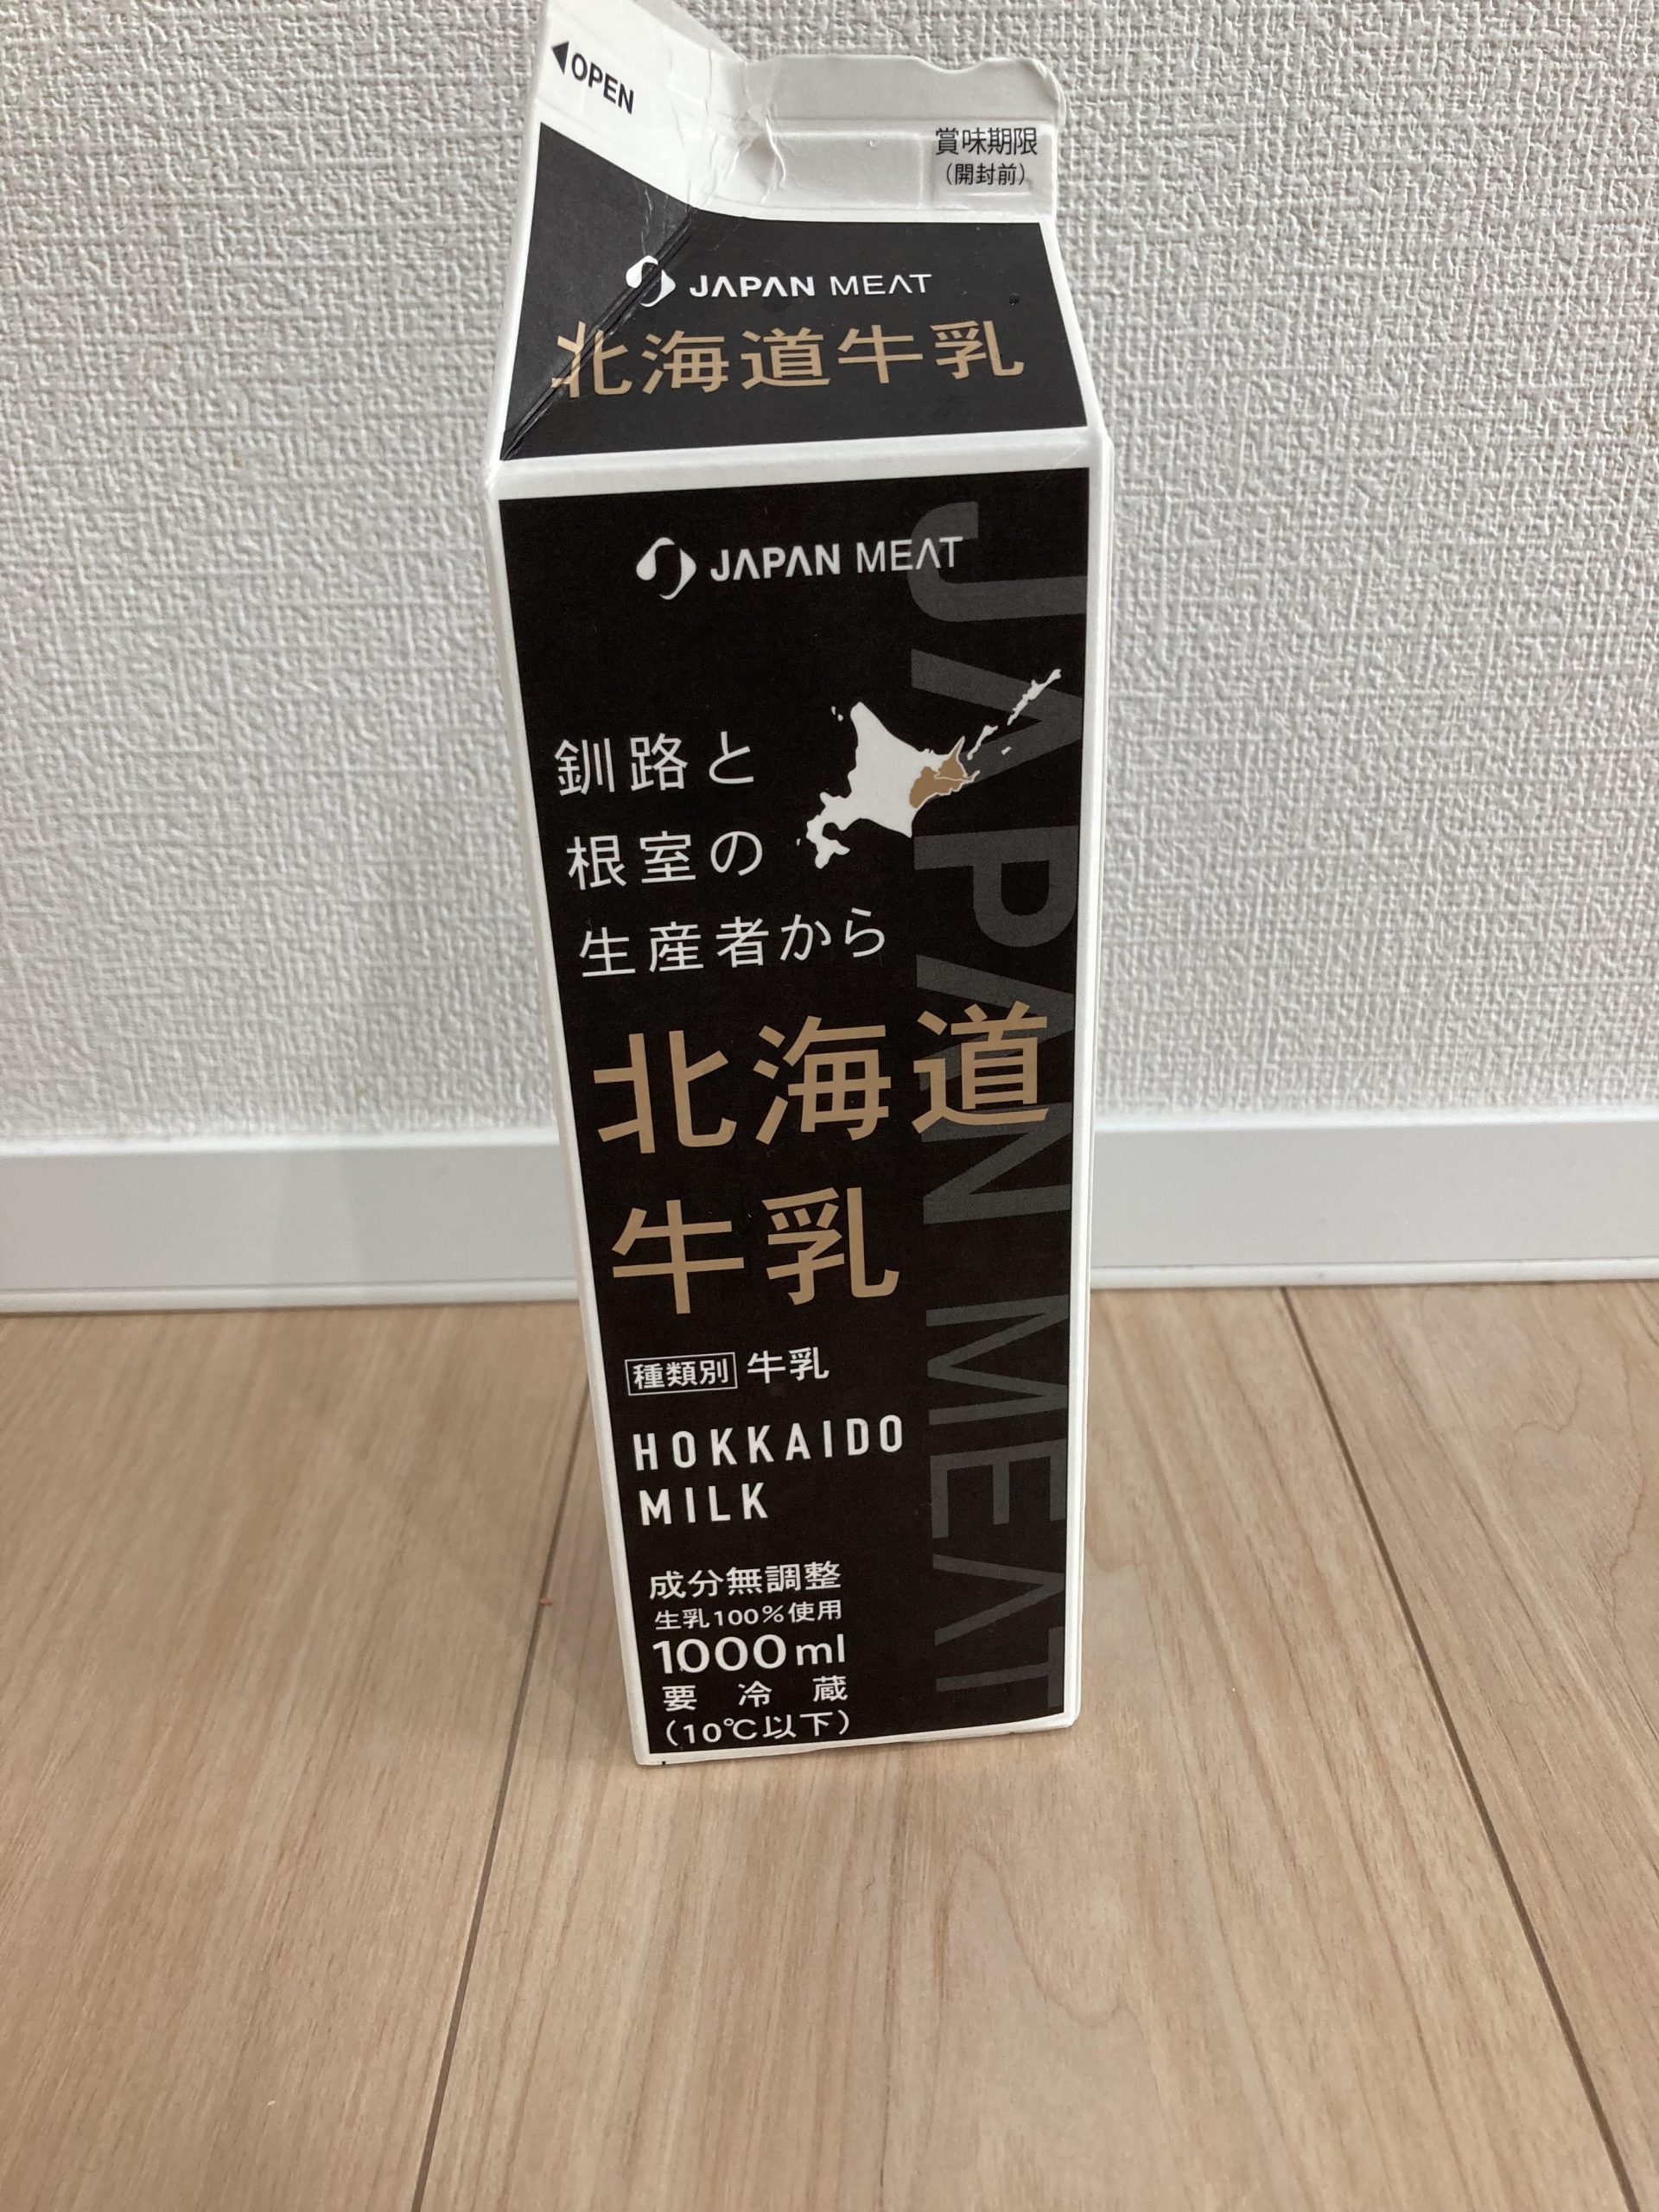 ◀OPEN
賞味期限
（開封前）
JAPAN MEAT
北海道牛乳
JAPAN MEAT
JAPAN MEAT
釧路と
根室の
生産者から
北海道
牛乳
種類別 牛乳
HOKKAIDO
MILK
成分無調整
生乳100%使用
1000ml
要冷蔵
（10℃以下）